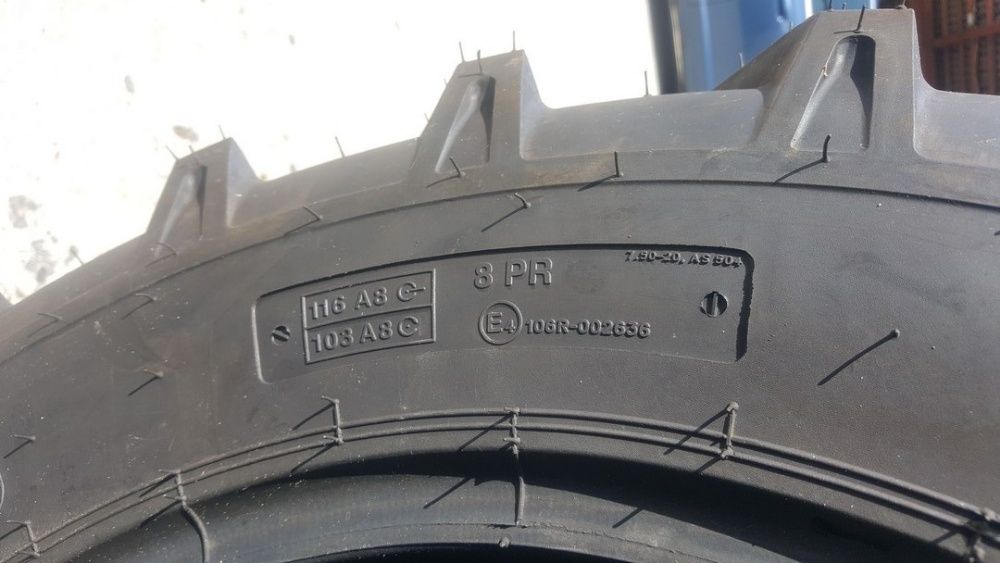 7.50-20, AS 504
8 PR
116 A8
103 A8
E4 106R-002636